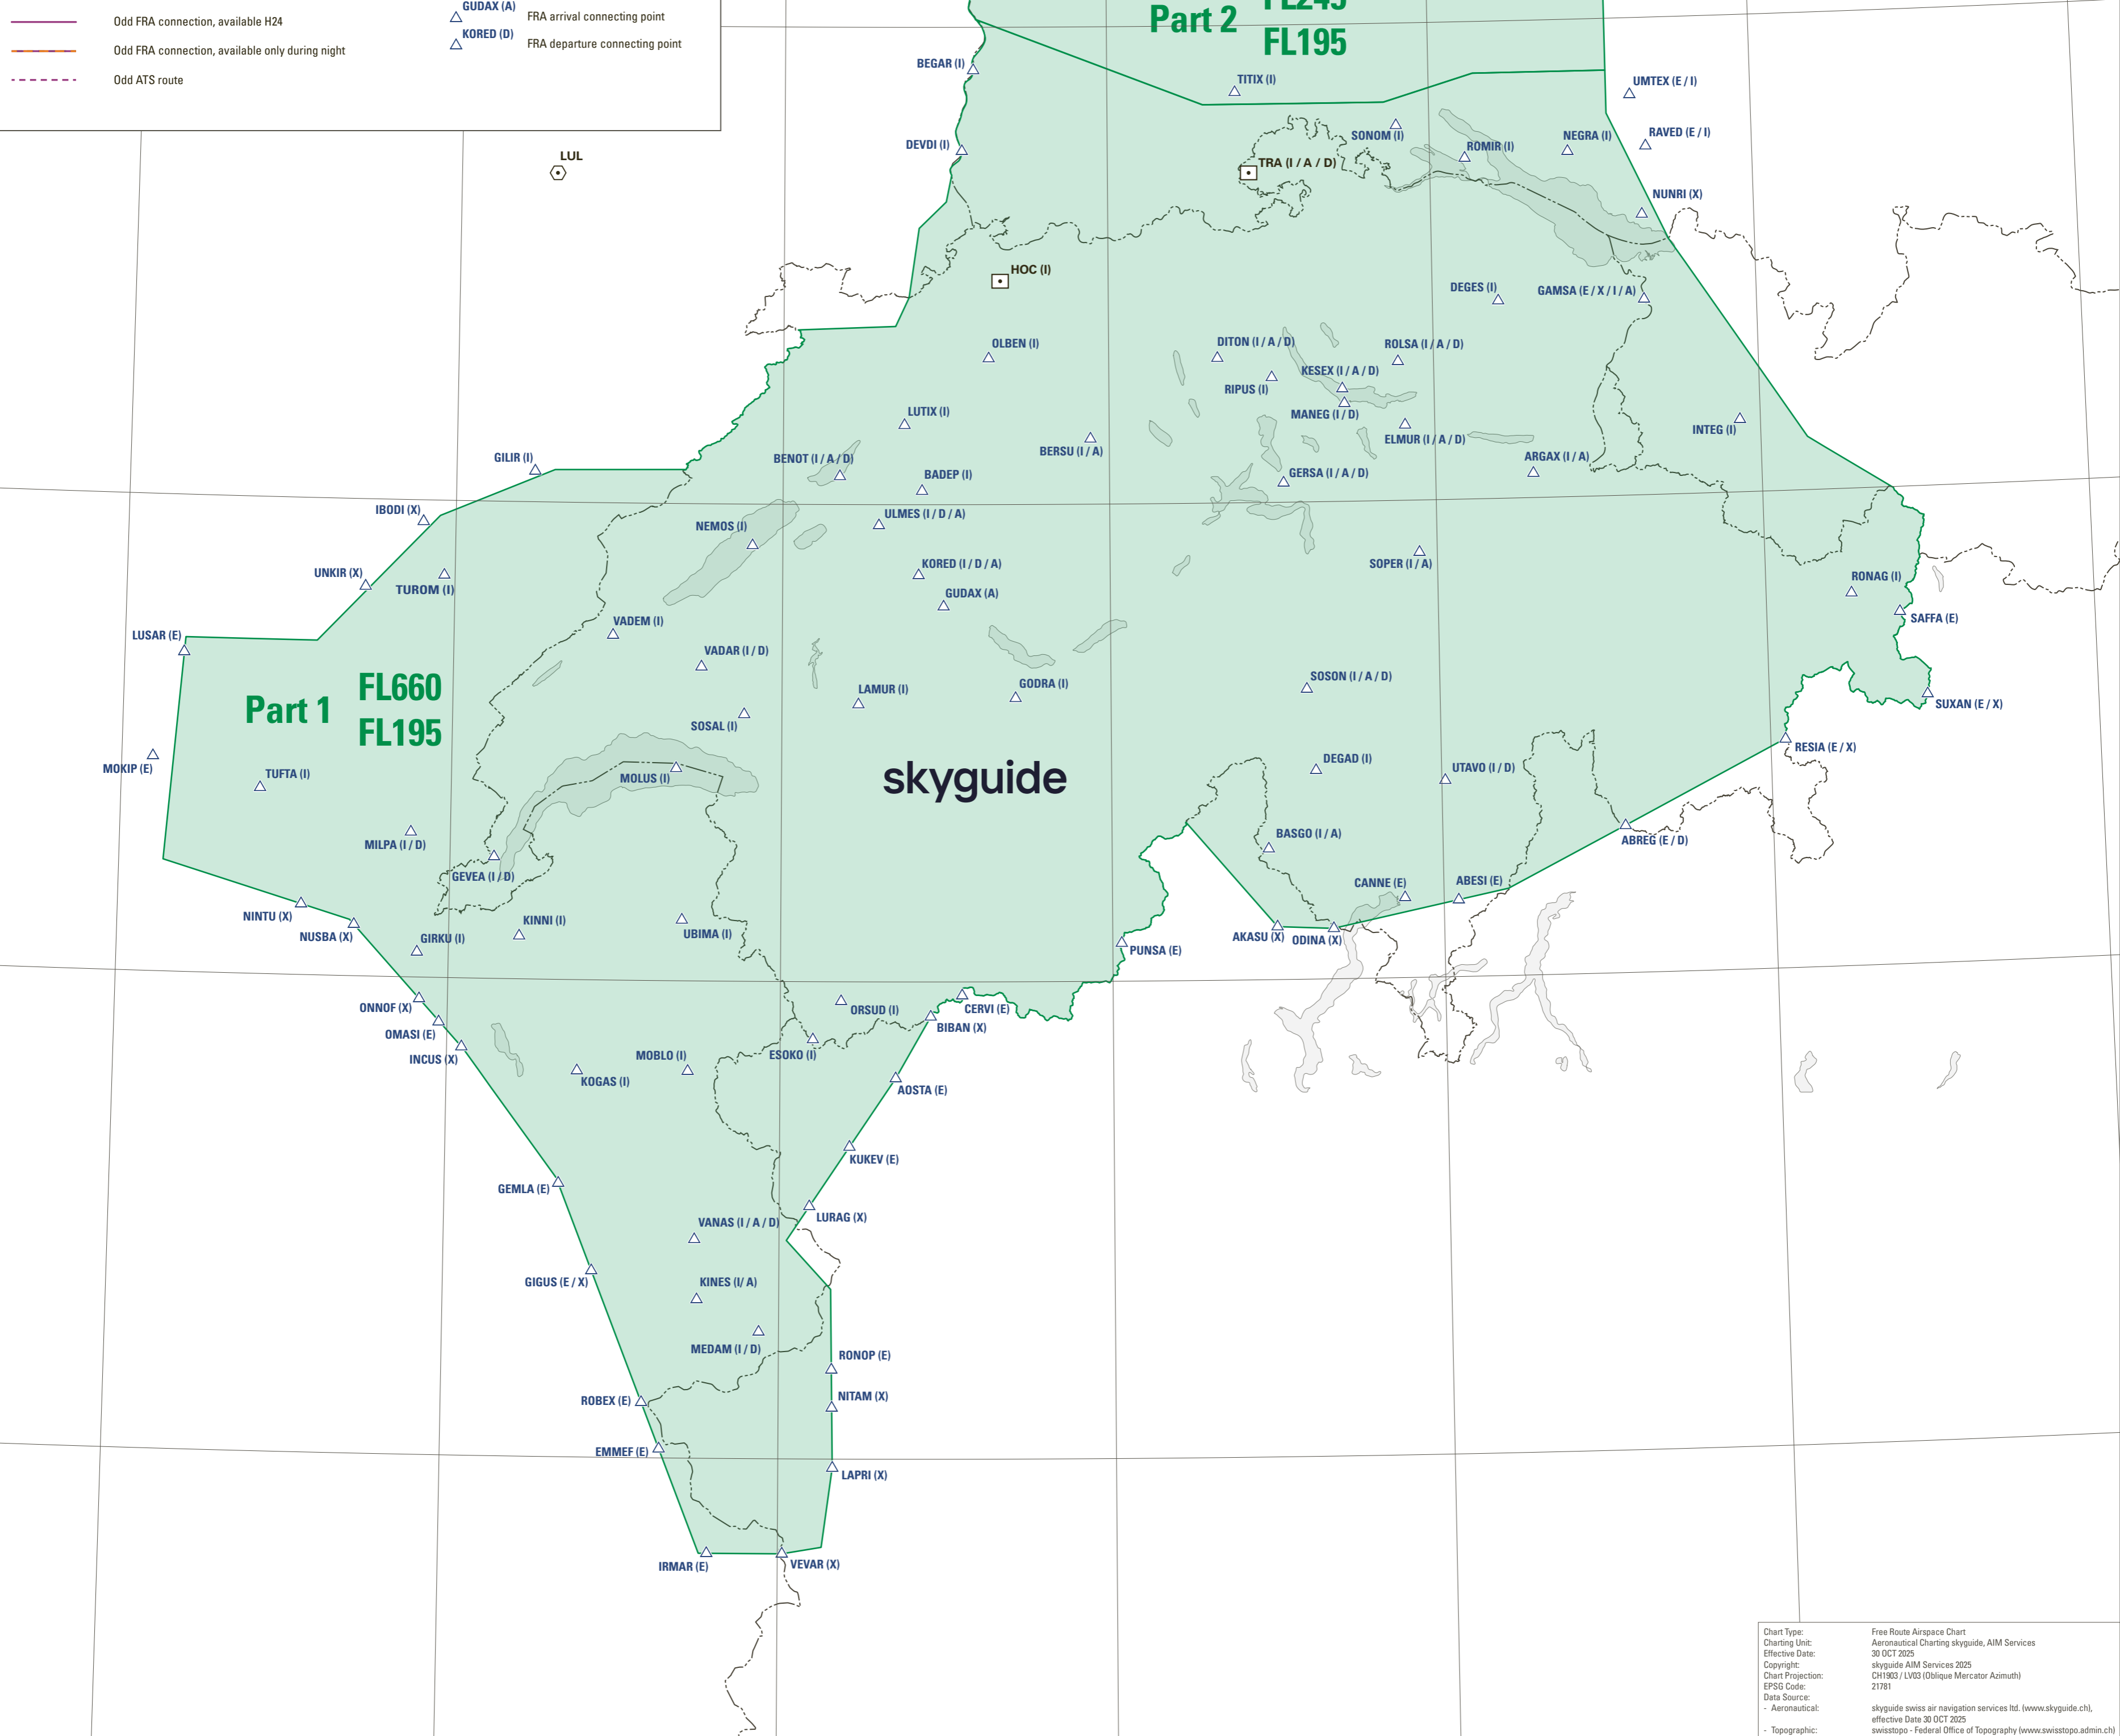 GUDAX (A)
Odd FRA connection, available H24
FRA arrival connecting point
KORED (D)
Odd FRA connection, available only during night
FRA departure connecting point
Odd ATS route
Part 2
FL245
FL195
BEGAR (I)
TITIX (I)
UMTEX (E / I)
DEVDI (I)
SONOM (I)
ROMIR (I)
NEGRA (I)
RAVED (E / I)
LUL
TRA (I / A / D)
NUNRI (X)
HOC (I)
DEGES (I)
GAMSA (E / X / I / A)
OLBEN (I)
DITON (I / A / D)
ROLSA (I / A / D)
RIPUS (I)
KESEX (I / A / D)
MANEG (I / D)
LUTIX (I)
ELMUR (I / A / D)
INTEG (I)
BERSU (I / A)
GILIR (I)
BENOT (I / A / D)
BADEP (I)
GERSA (I / A / D)
ARGAX (I / A)
IBODI (X)
NEMOS (I)
ULMES (I / D / A)
UNKIR (X)
TUROM (I)
KORED (I / D / A)
SOPER (I / A)
GUDAX (A)
RONAG (I)
SAFFA (E)
LUSAR (E)
VADEM (I)
VADAR (I / D)
Part 1
FL660
FL195
LAMUR (I)
GODRA (I)
SOSON (I / A / D)
SUXAN (E / X)
SOSAL (I)
RESIA (E / X)
MOKIP (E)
TUFTA (I)
MOLUS (I)
skyguide
DEGAD (I)
UTAVO (I / D)
MILPA (I / D)
GEVEA (I / D)
BASGO (I / A)
ABREG (E / D)
CANNE (E)
ABESI (E)
NINTU (X)
NUSBA (X)
GIRKU (I)
KINNI (I)
UBIMA (I)
PUNSA (E)
AKASU (X)
ODINA (X)
ONNOF (X)
OMASI (E)
INCUS (X)
ORSUD (I)
CERVI (E)
BIBAN (X)
MOBLO (I)
ESOKO (I)
KOGAS (I)
AOSTA (E)
KUKEV (E)
GEMLA (E)
LURAG (X)
VANAS (I / A / D)
GIGUS (E / X)
KINES (I/ A)
MEDAM (I / D)
RONOP (E)
ROBEX (E)
NITAM (X)
EMMEF (E)
LAPRI (X)
IRMAR (E)
VEVAR (X)
Chart Type: Free Route Airspace Chart
Charting Unit: Aeronautical Charting skyguide, AIM Services
Effective Date: 30 OCT 2025
Copyright: skyguide AIM Services 2025
Chart Projection: CH1903 / LV03 (Oblique Mercator Azimuth)
EPSG Code: 21781
Data Source:
- Aeronautical: skyguide swiss air navigation services ltd. (www.skyguide.ch),
effective Date 30 OCT 2025
- Topographic: swisstopo - Federal Office of Topography (www.swisstopo.admin.ch)